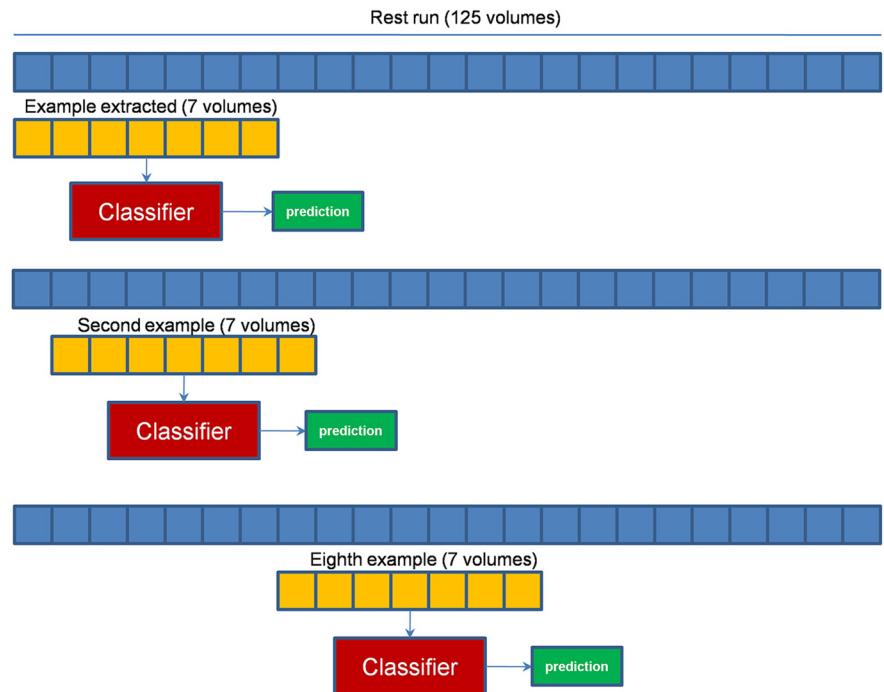 Rest run (125 volumes)
Example extracted (7 volumes)
Classifier
prediction
Second example (7 volumes)
Classifier
prediction
Eighth example (7 volumes)
Classifier
prediction